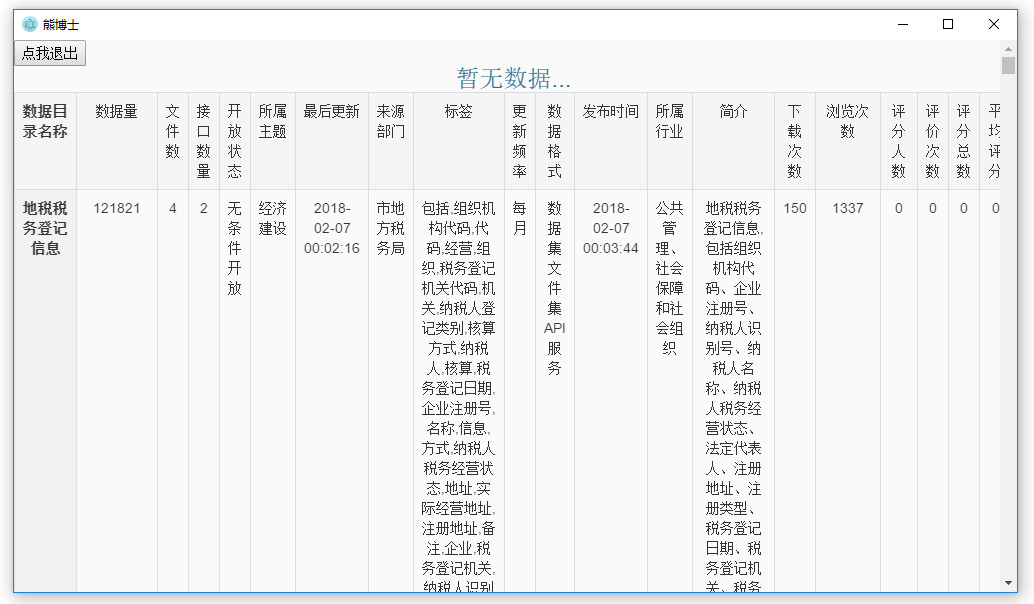 熊博士
点我退出
暂无数据...
数据目
录名称
数据量
文
件
数
接
口
数
量
开
放
状
态
所属
主题
最后更新
来源
部门
标签
更
新
频
率
数
据
格
式
发布时间
所属
行业
简介
下
载
次
数
浏览次
数
评
分
人
数
评
价
次
数
评
分
总
数
平
均
评
分
地税税
务登记
信息
121821
4
2
无
条
件
开
放
经济
建设
2018-
02-07
00:02:16
市地
方税
务局
包括,组织机
构代码,代
码,经营,组
织,税务登记
机关代码,机
关,纳税人登
记类别,核算
方式,纳税
人,核算,税
务登记日期,
企业注册号,
名称,信息,
方式,纳税人
税务经营状
态,地址,实
际经营地址,
注册地址,备
注,企业,税
务登记机关,
纳税人识别
每
月
数
据
集
文
件
集
API
服
务
2018-
02-07
00:03:44
公共
管
理、
社会
保障
和社
会组
织
地税税务
登记信息,
包括组织
机构代
码、企业
注册号、
纳税人识
别号、纳
税人名
称、纳税
人税务经
营状态、
法定代表
人、注册
地址、注
册类型、
税务登记
日期、税
务登记机
关、税务
150
1337
0
0
0
0